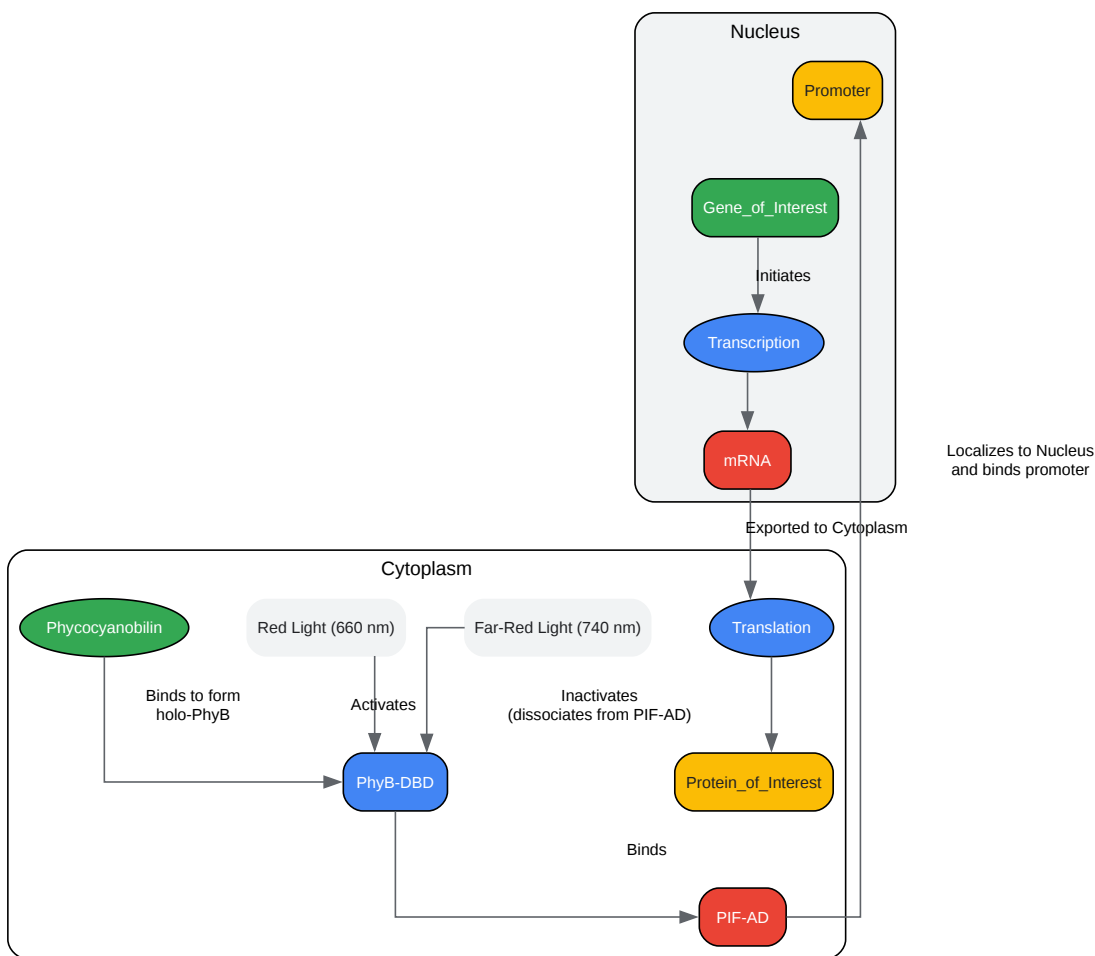 Nucleus
Promoter
Gene_of_Interest
Initiates
Transcription
mRNA
Localizes to Nucleus
and binds promoter
Exported to Cytoplasm
Cytoplasm
Phycocyanobilin
Red Light (660 nm)
Far-Red Light (740 nm)
Translation
Binds to form
holo-PhyB
Activates
Inactivates
(dissociates from PIF-AD)
PhyB-DBD
Protein_of_Interest
Binds
PIF-AD